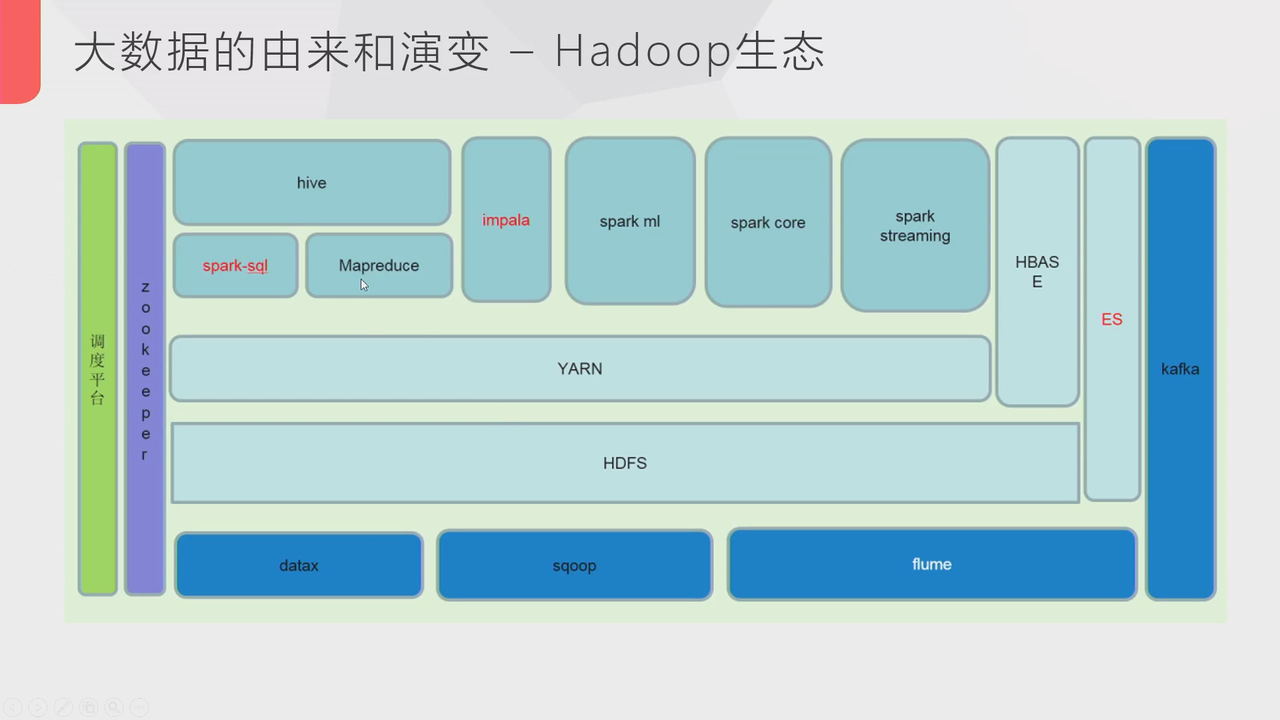 大数据的由来和演变 – Hadoop生态
调
度
平
台
z
o
o
k
e
e
p
e
r
hive
spark-sql
Mapreduce
impala
spark ml
spark core
spark
streaming
HBAS
E
ES
kafka
YARN
HDFS
datax
sqoop
flume